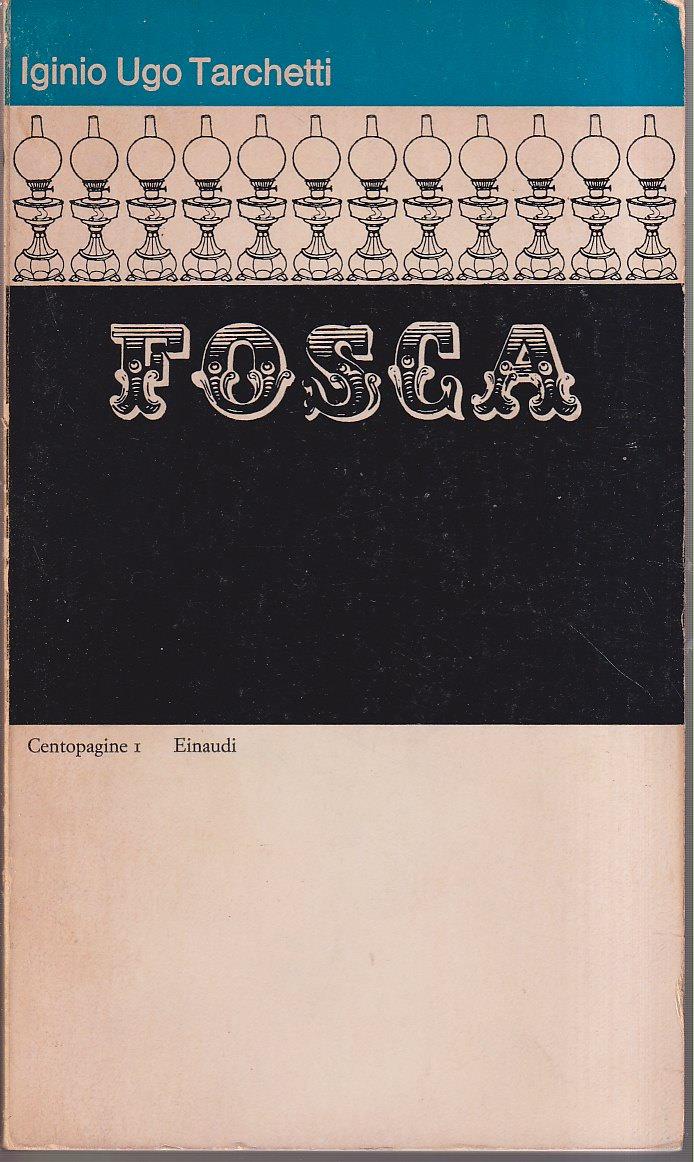 Iginio Ugo Tarchetti
FOSCA
Centopagine 1 Einaudi